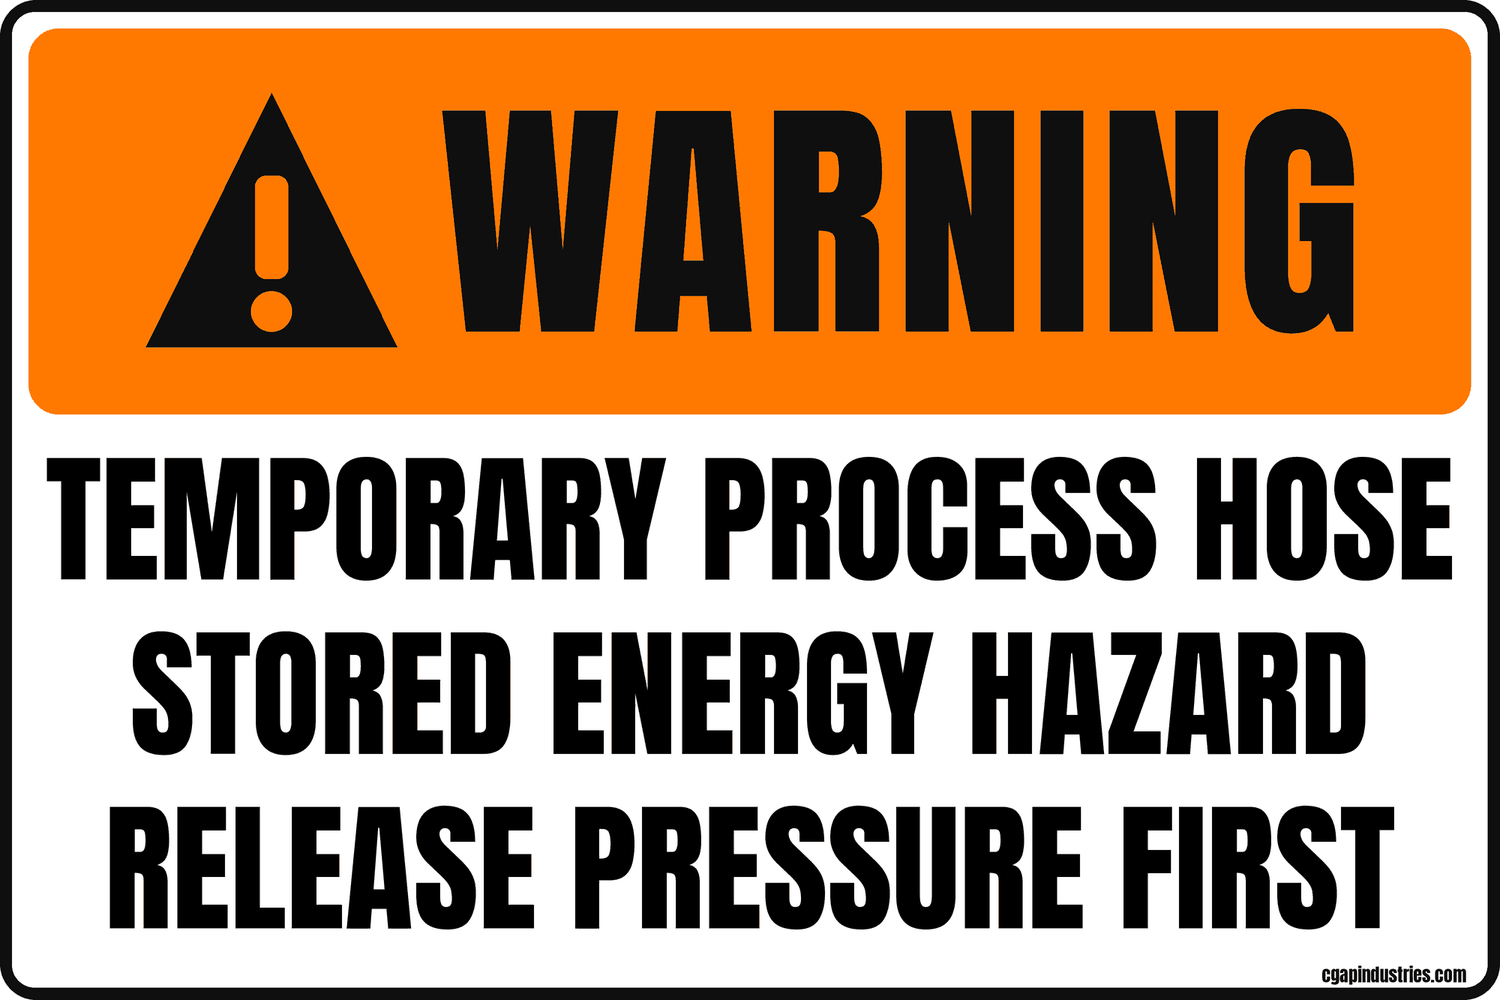 WARNING
TEMPORARY PROCESS HOSE
STORED ENERGY HAZARD
RELEASE PRESSURE FIRST
cgapindustries.com